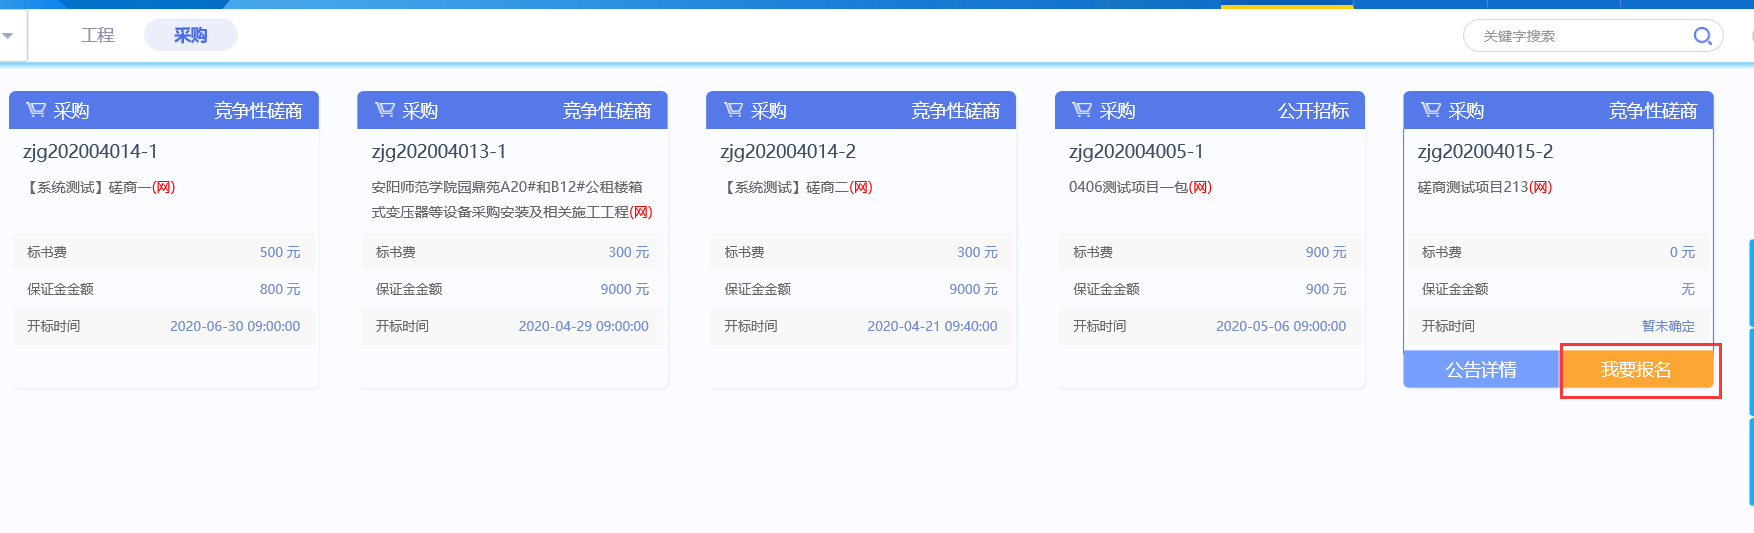 工程
采购
关键字搜索
采购 竞争性磋商
zjg202004014-1
【系统测试】磋商一(网)
标书费 500 元
保证金金额 800 元
开标时间 2020-06-30 09:00:00
采购 竞争性磋商
zjg202004013-1
安阳师范学院园鼎苑A20#和B12#公租楼箱
式变压器等设备采购安装及相关施工工程(网)
标书费 300 元
保证金金额 9000 元
开标时间 2020-04-29 09:00:00
采购 竞争性磋商
zjg202004014-2
【系统测试】磋商二(网)
标书费 300 元
保证金金额 9000 元
开标时间 2020-04-21 09:40:00
采购 公开招标
zjg202004005-1
0406测试项目一包(网)
标书费 900 元
保证金金额 900 元
开标时间 2020-05-06 09:00:00
采购 竞争性磋商
zjg202004015-2
磋商测试项目213(网)
标书费 0 元
保证金金额 无
开标时间 暂未确定
公告详情 我要报名